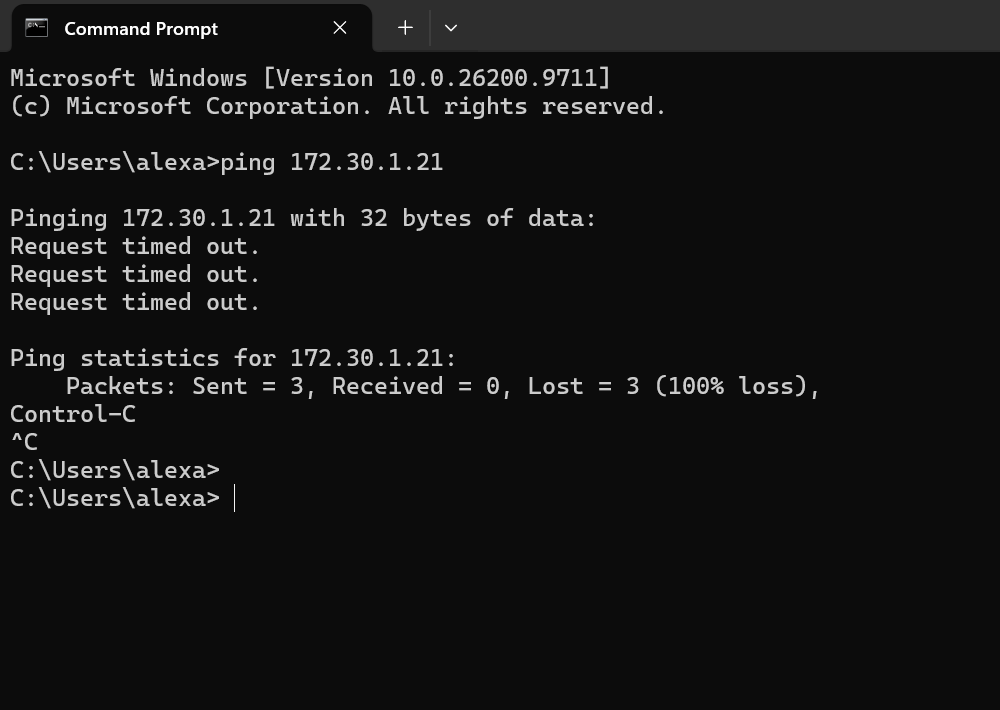 Command Prompt
Microsoft Windows [Version 10.0.26200.9711]
(c) Microsoft Corporation. All rights reserved.
C:\Users\alexa>ping 172.30.1.21
Pinging 172.30.1.21 with 32 bytes of data:
Request timed out.
Request timed out.
Request timed out.
Ping statistics for 172.30.1.21:
    Packets: Sent = 3, Received = 0, Lost = 3 (100% loss),
Control-C
^C
C:\Users\alexa>
C:\Users\alexa>